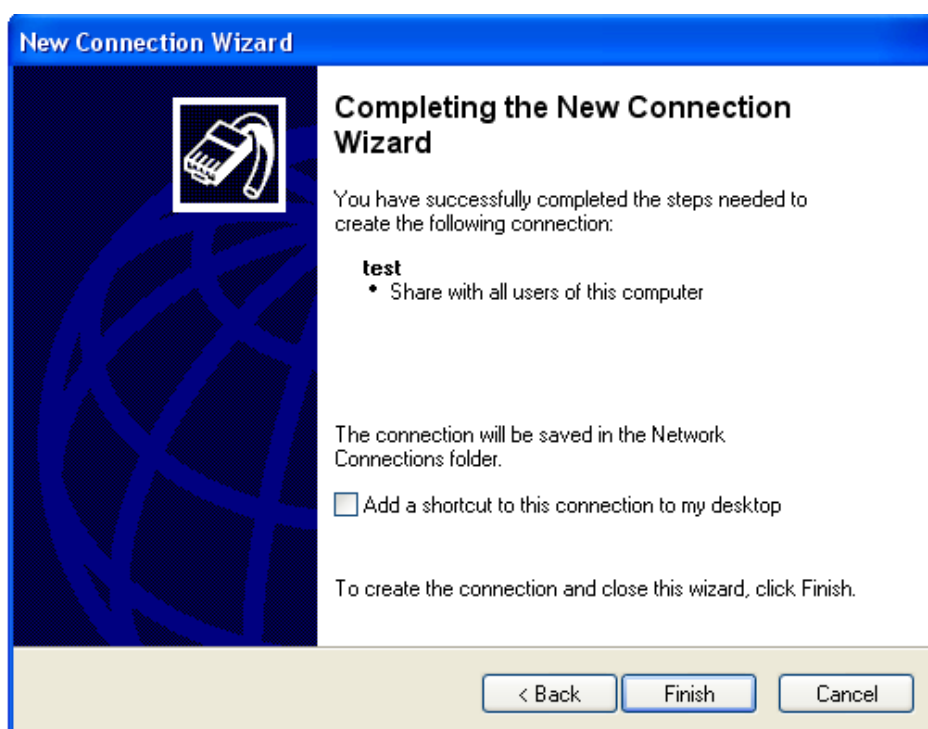 New Connection Wizard
Completing the New Connection
Wizard
You have successfully completed the steps needed to
create the following connection:
test
• Share with all users of this computer
The connection will be saved in the Network
Connections folder.
Add a shortcut to this connection to my desktop
To create the connection and close this wizard, click Finish.
< Back Finish Cancel